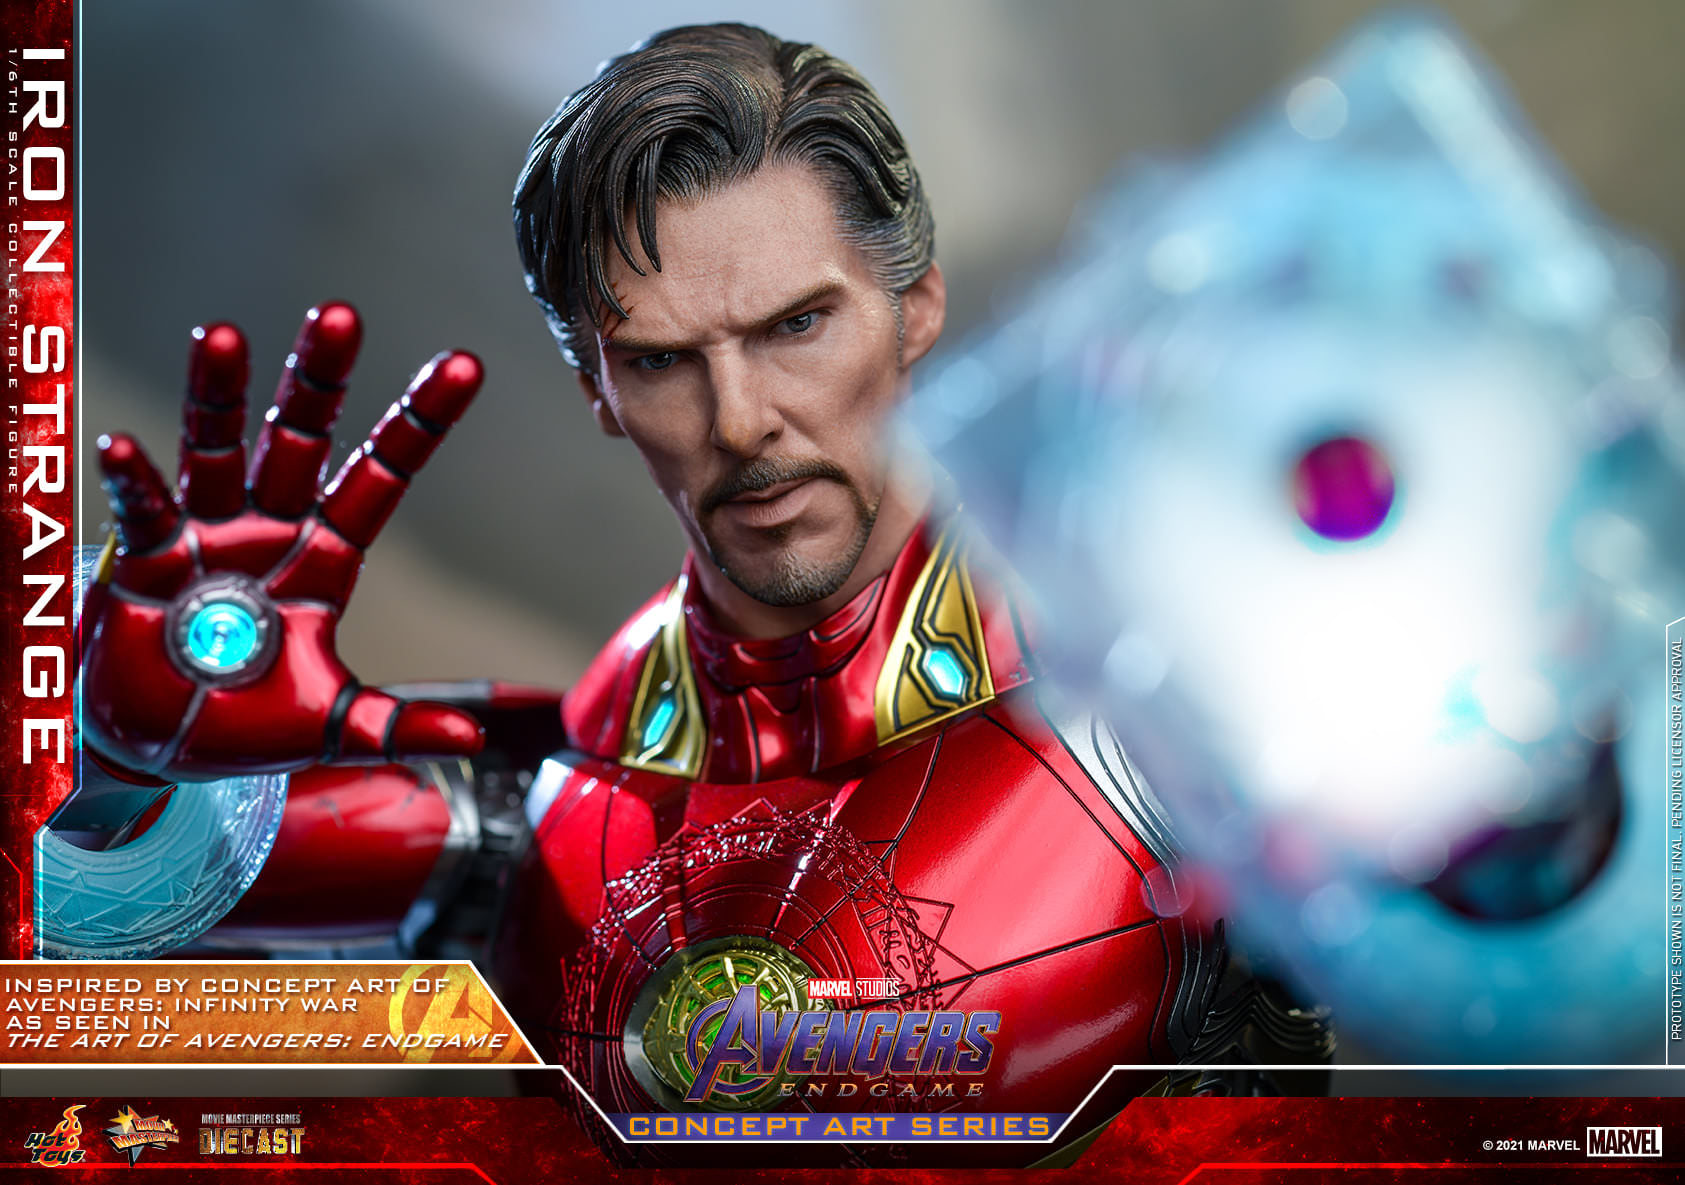 IRON STRANGE
1/6TH SCALE COLLECTIBLE FIGURE
INSPIRED BY CONCEPT ART OF
AVENGERS: INFINITY WAR
AS SEEN IN
THE ART OF AVENGERS: ENDGAME
MARVEL STUDIOS
AVENGERS
ENDGAME
CONCEPT ART SERIES
Hot Toys
MOVIE MASTERPIECE
MOVIE MASTERPIECE SERIES
DIECAST
PROTOTYPE SHOWN IS NOT FINAL. PENDING LICENSOR APPROVAL
© 2021 MARVEL MARVEL